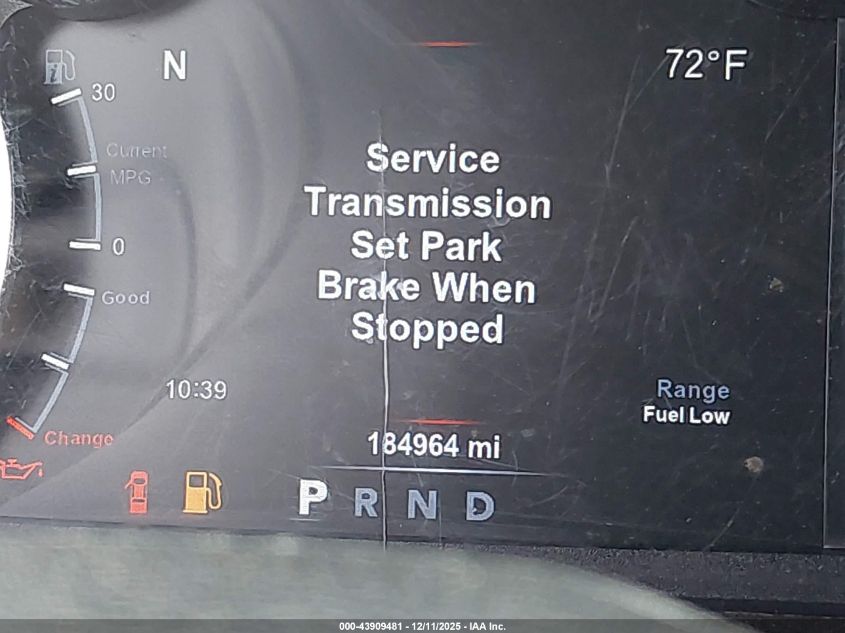 N
72°F
30
Current
MPG
0
Good
Change
Service
Transmission
Set Park
Brake When
Stopped
10:39
Range
Fuel Low
184964 mi
P R N D
000-43909481 - 12/11/2025 - IAA Inc.